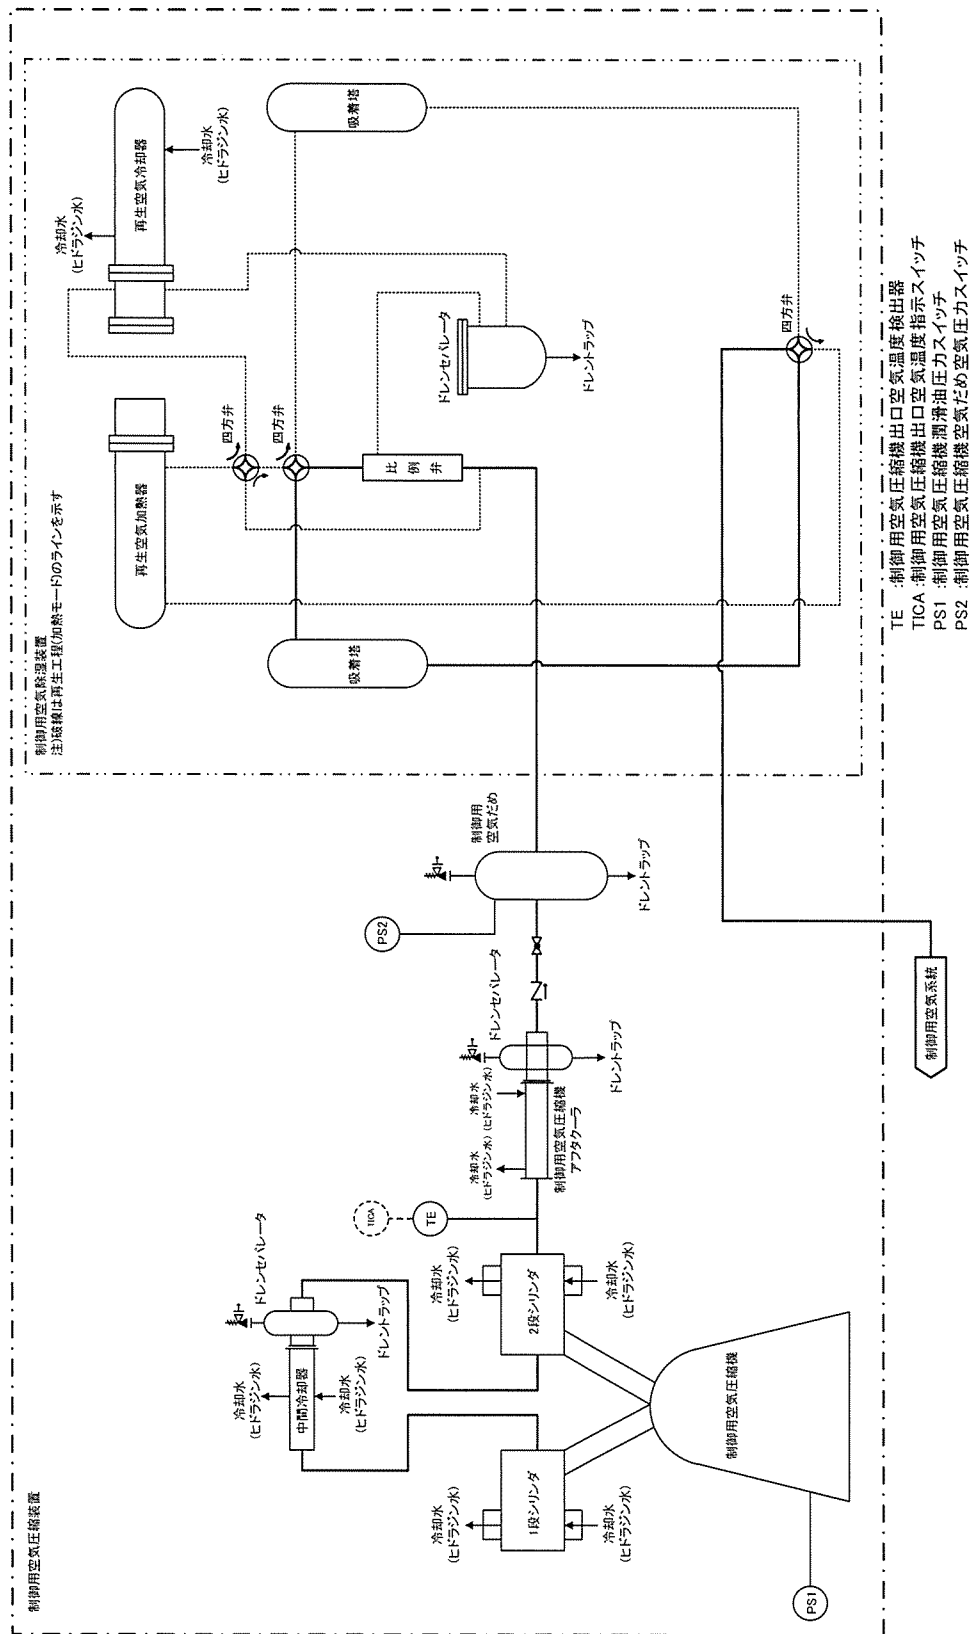 制御用空気圧縮装置
1段シリンダ
冷却水
(ヒドラジン水)
冷却水
(ヒドラジン水)
2段シリンダ
冷却水
(ヒドラジン水)
冷却水
(ヒドラジン水)
制御用空気圧縮機
PS1
中間冷却器
冷却水
(ヒドラジン水)
冷却水
(ヒドラジン水)
ドレンセパレータ
ドレントラップ
TICA
TE
制御用空気圧縮機
アフタクーラ
冷却水
(ヒドラジン水)
冷却水
(ヒドラジン水)
ドレンセパレータ
ドレントラップ
PS2
制御用
空気だめ
ドレントラップ
制御用空気系統
制御用空気除湿装置
注)破線は再生工程(加熱モード)のラインを示す
再生空気加熱器
再生空気冷却器
冷却水
(ヒドラジン水)
冷却水
(ヒドラジン水)
四方弁
四方弁
比例弁
吸着塔
吸着塔
ドレンセパレータ
ドレントラップ
四方弁
TE :制御用空気圧縮機出口空気温度検出器
TICA :制御用空気圧縮機出口空気温度指示スイッチ
PS1 :制御用空気圧縮機潤滑油圧力スイッチ
PS2 :制御用空気圧縮機空気だめ空気圧力スイッチ